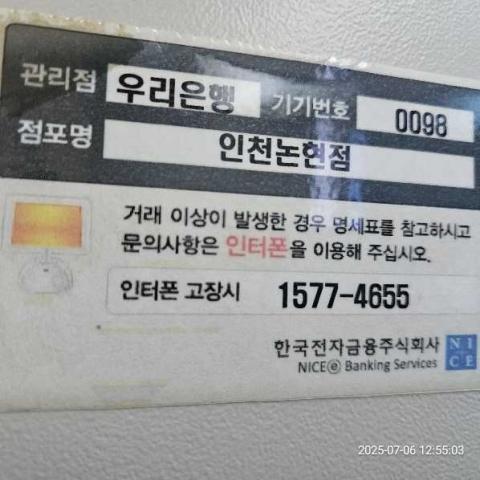 관리점 우리은행 기기번호 0098
점포명 인천논현점
거래 이상이 발생한 경우 명세표를 참고하시고
문의사항은 인터폰을 이용해 주십시오.
인터폰 고장시 1577-4655
한국전자금융주식회사
NICEⓔ Banking Services
NI
CE
2025-07-06 12:55:03